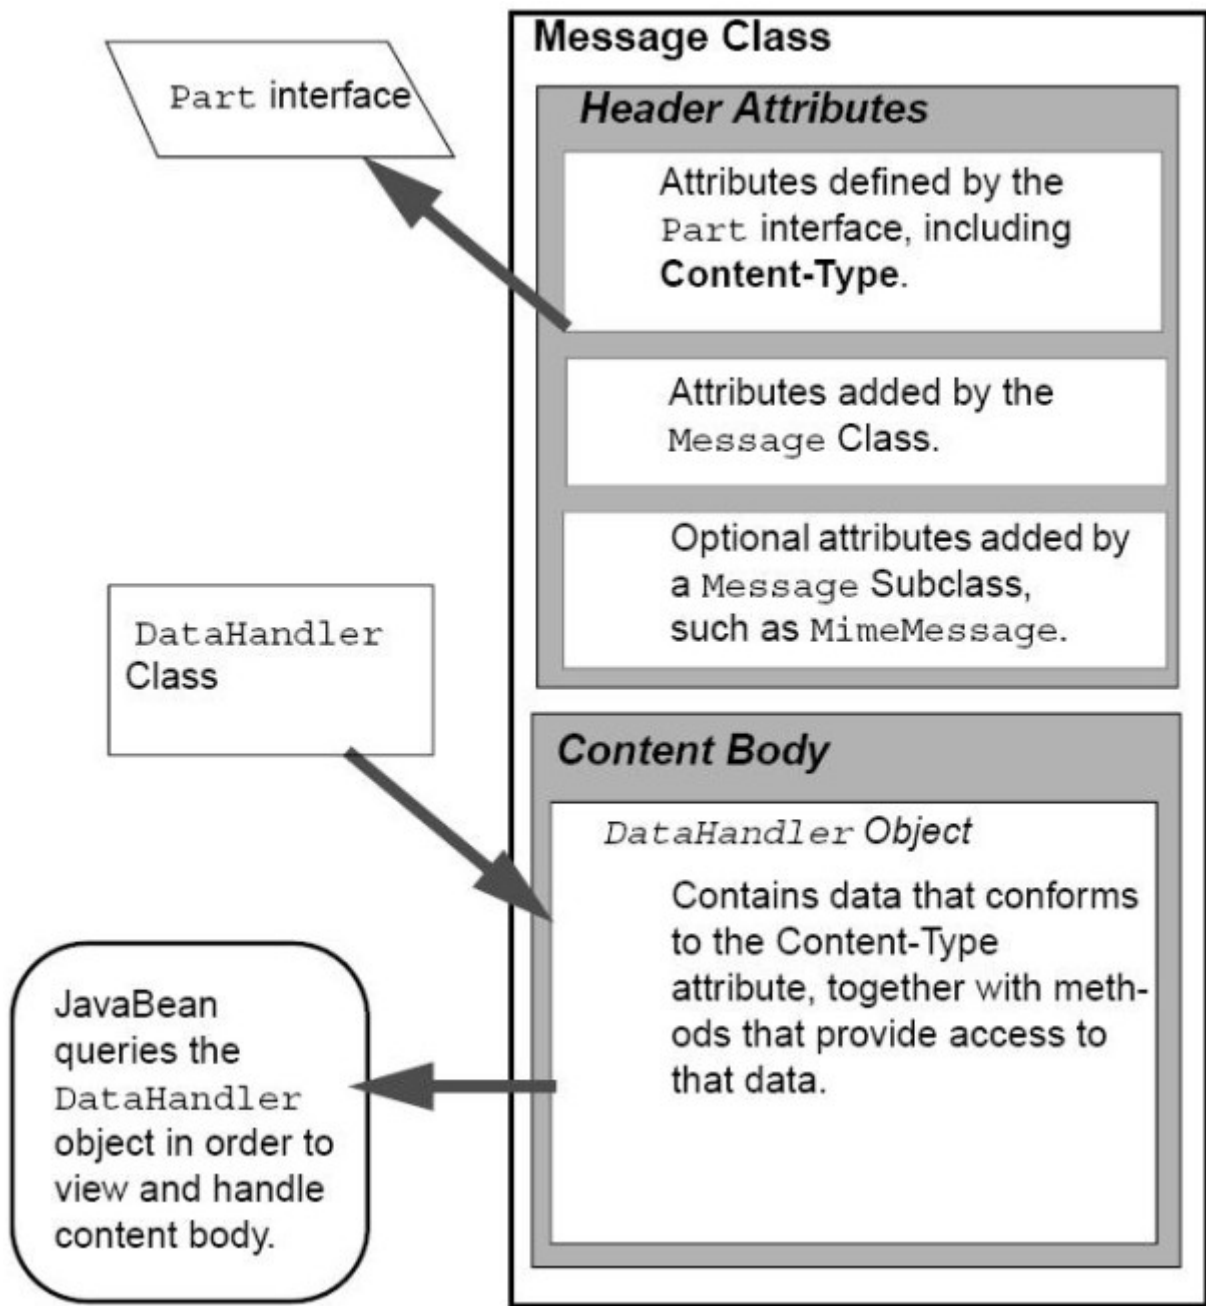 Part interface
Message Class
Header Attributes
Attributes defined by the
Part interface, including
Content-Type.
Attributes added by the
Message Class.
Optional attributes added by
a Message Subclass,
such as MimeMessage.
DataHandler
Class
Content Body
DataHandler Object
Contains data that conforms
to the Content-Type
attribute, together with meth-
ods that provide access to
that data.
JavaBean
queries the
DataHandler
object in order to
view and handle
content body.